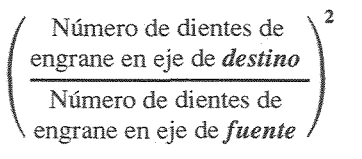 Número de dientes de
engrane en eje de destino
Número de dientes de
engrane en eje de fuente
2